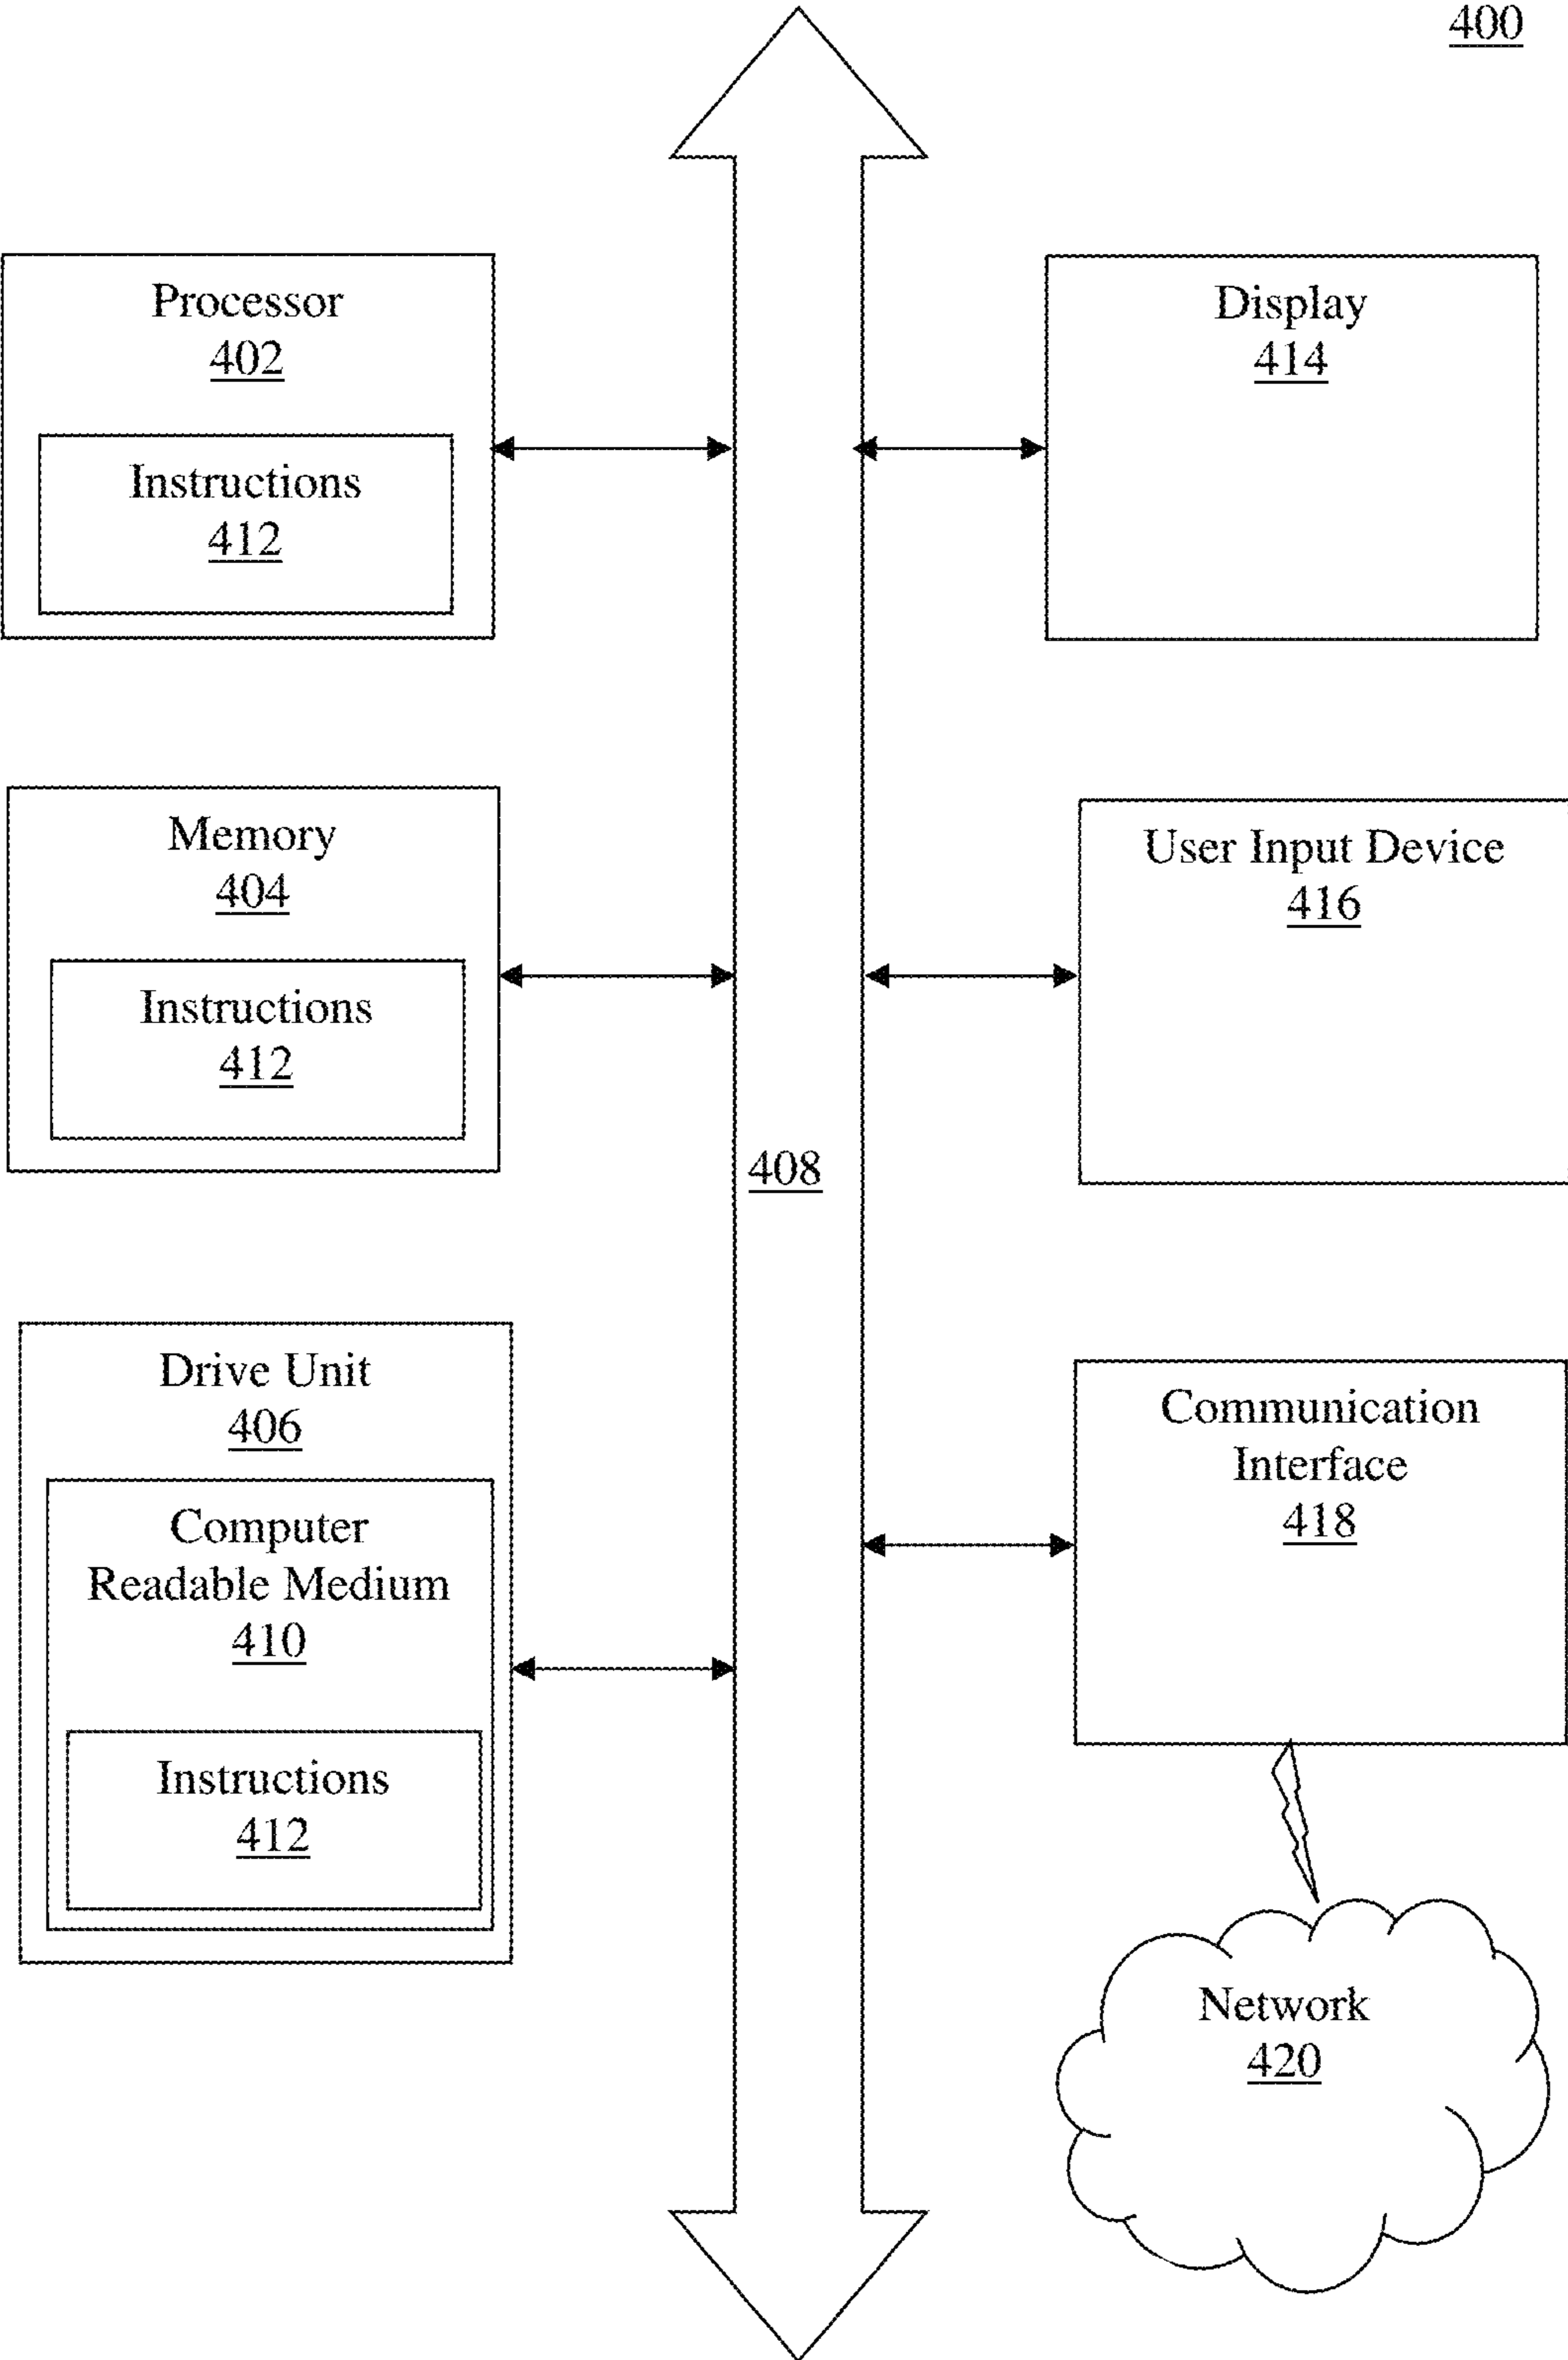 400
Processor
402
Instructions
412
Display
414
Memory
404
Instructions
412
User Input Device
416
408
Drive Unit
406
Computer
Readable Medium
410
Instructions
412
Communication
Interface
418
Network
420